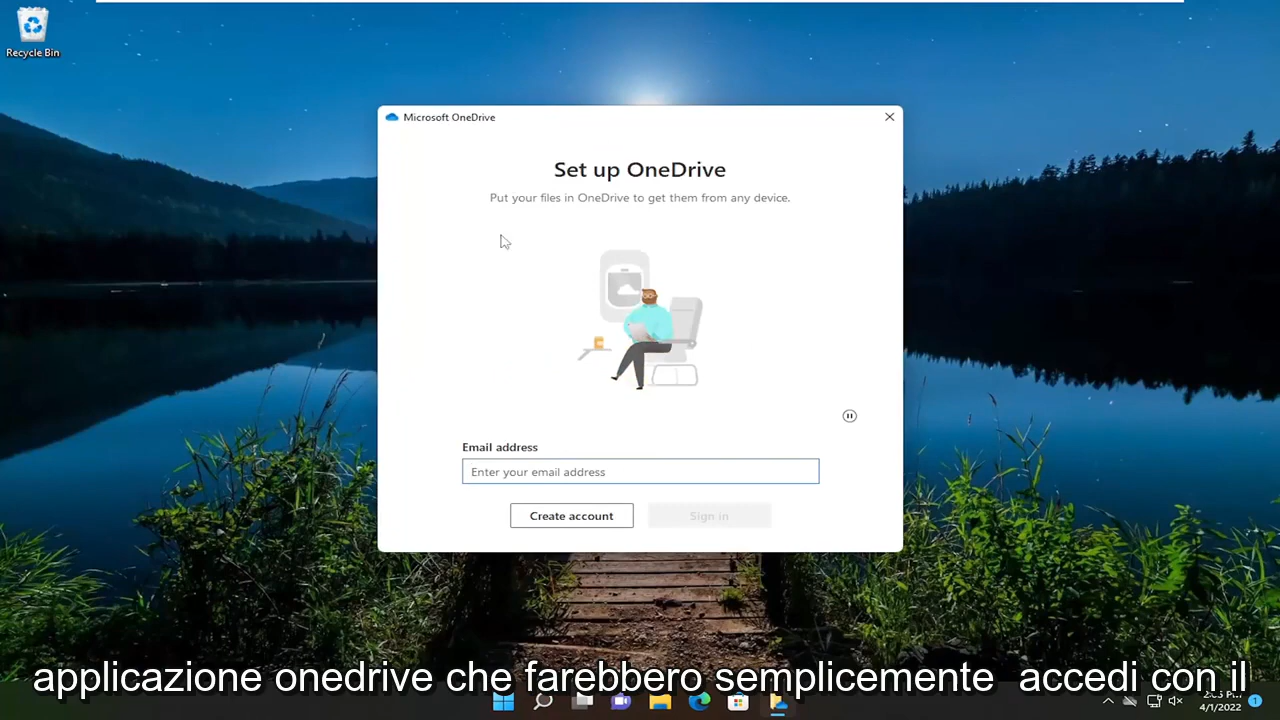 Recycle Bin
Microsoft OneDrive
Set up OneDrive
Put your files in OneDrive to get them from any device.
Email address
Enter your email address
Create account
Sign in
applicazione onedrive che farebbero semplicemente accedi con il
4/1/2022
1